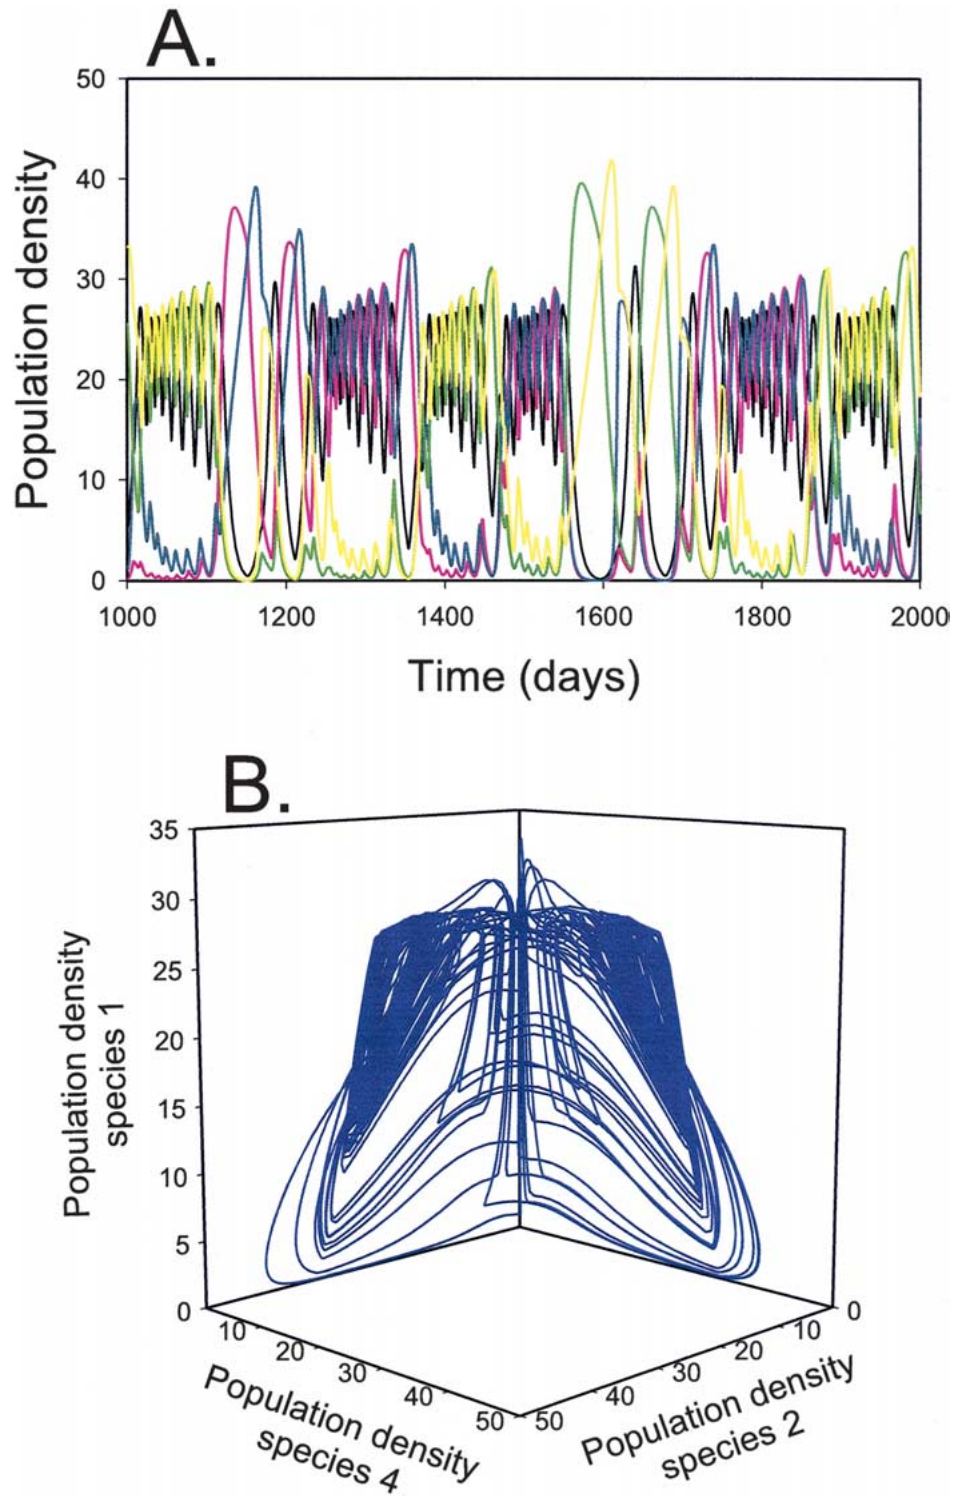 A.
50
40
30
20
10
0
Population density
1000 1200 1400 1600 1800 2000
Time (days)
B.
35
30
25
20
15
10
5
0
Population density
species 1
10 20 30 40 50
Population density
species 4
50 40 30 20 10 0
Population density
species 2